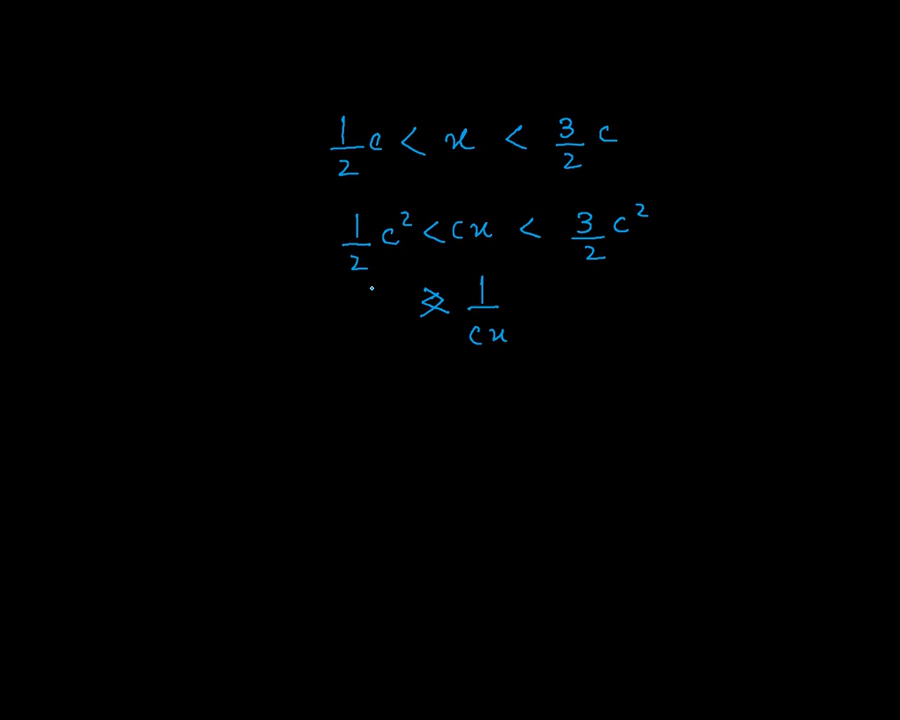 1/2 c < x < 3/2 c
1/2 c² < cx < 3/2 c²
1/cx